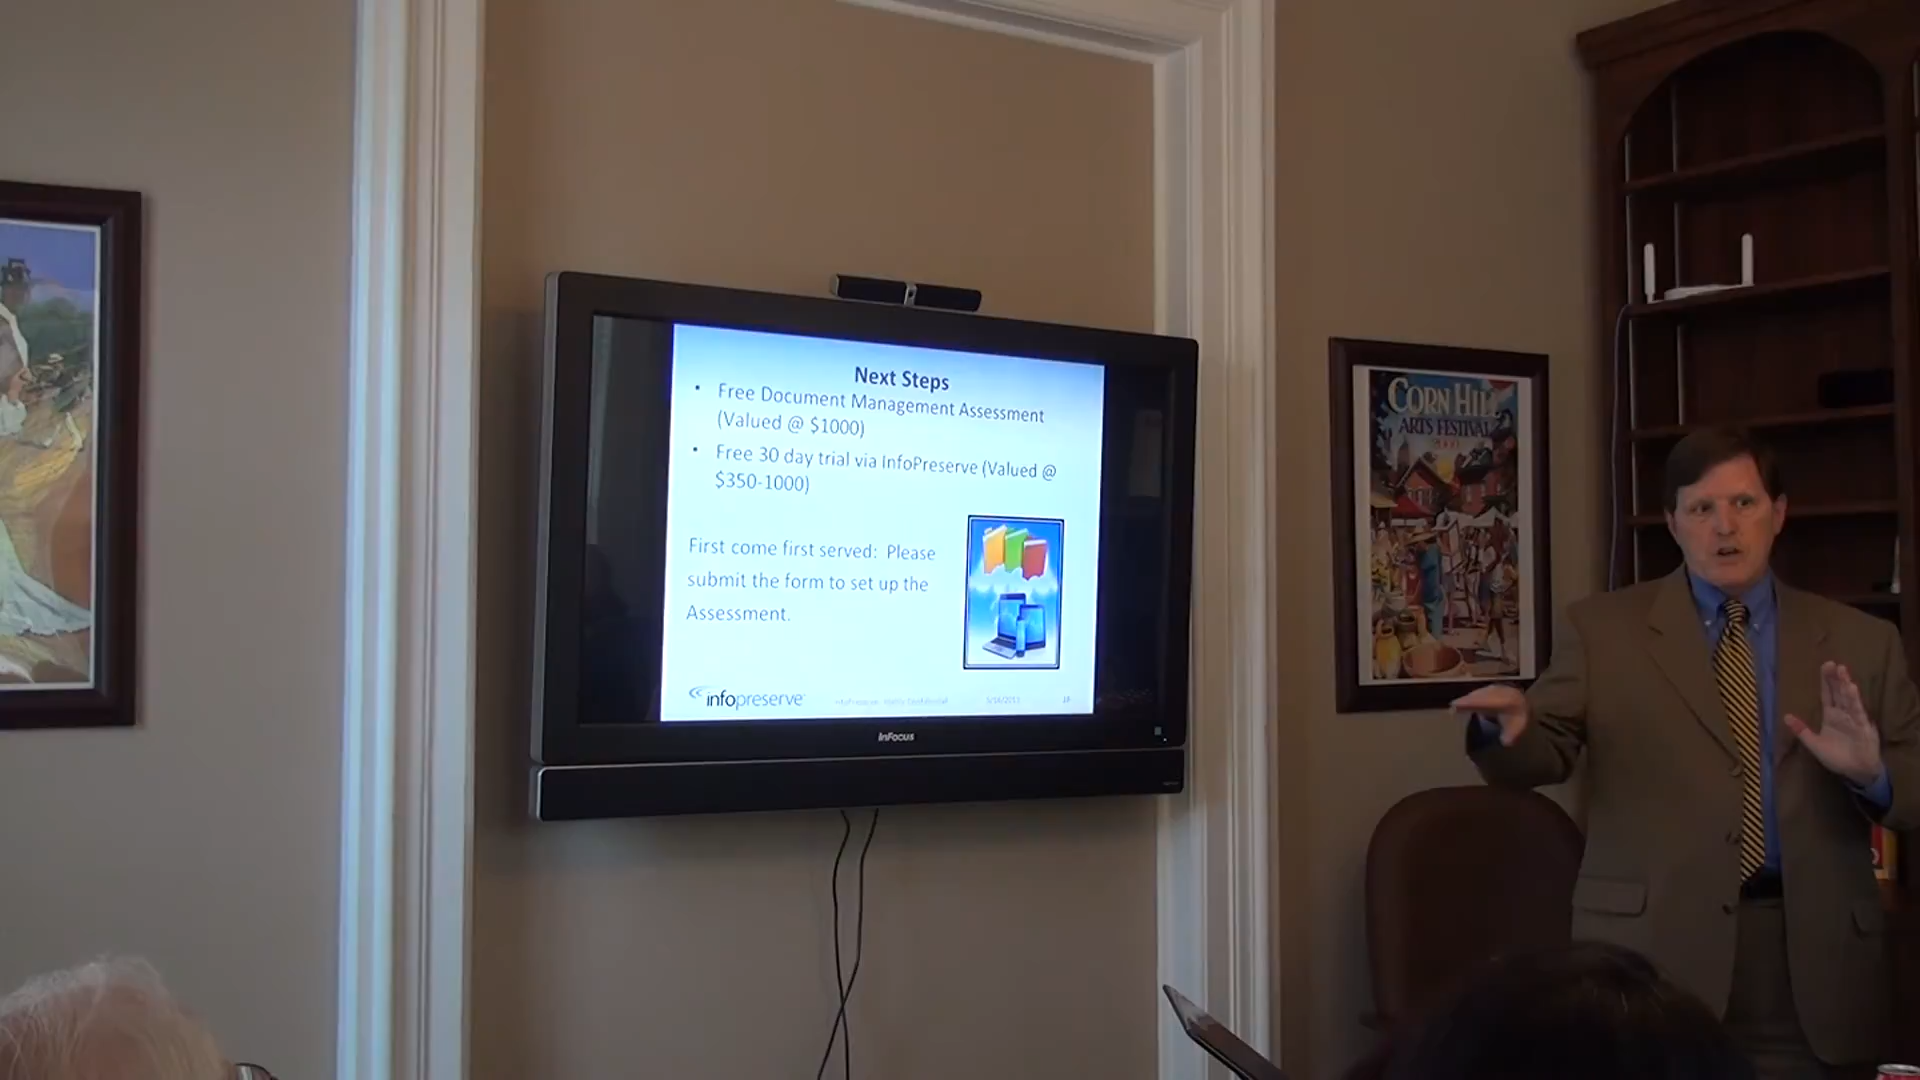 Next Steps
• Free Document Management Assessment
(Valued @ $1000)
• Free 30 day trial via InfoPreserve (Valued @
$350-1000)
First come first served: Please
submit the form to set up the
Assessment.
infopreserve
InFocus
CORN HILL
ARTS FESTIVAL